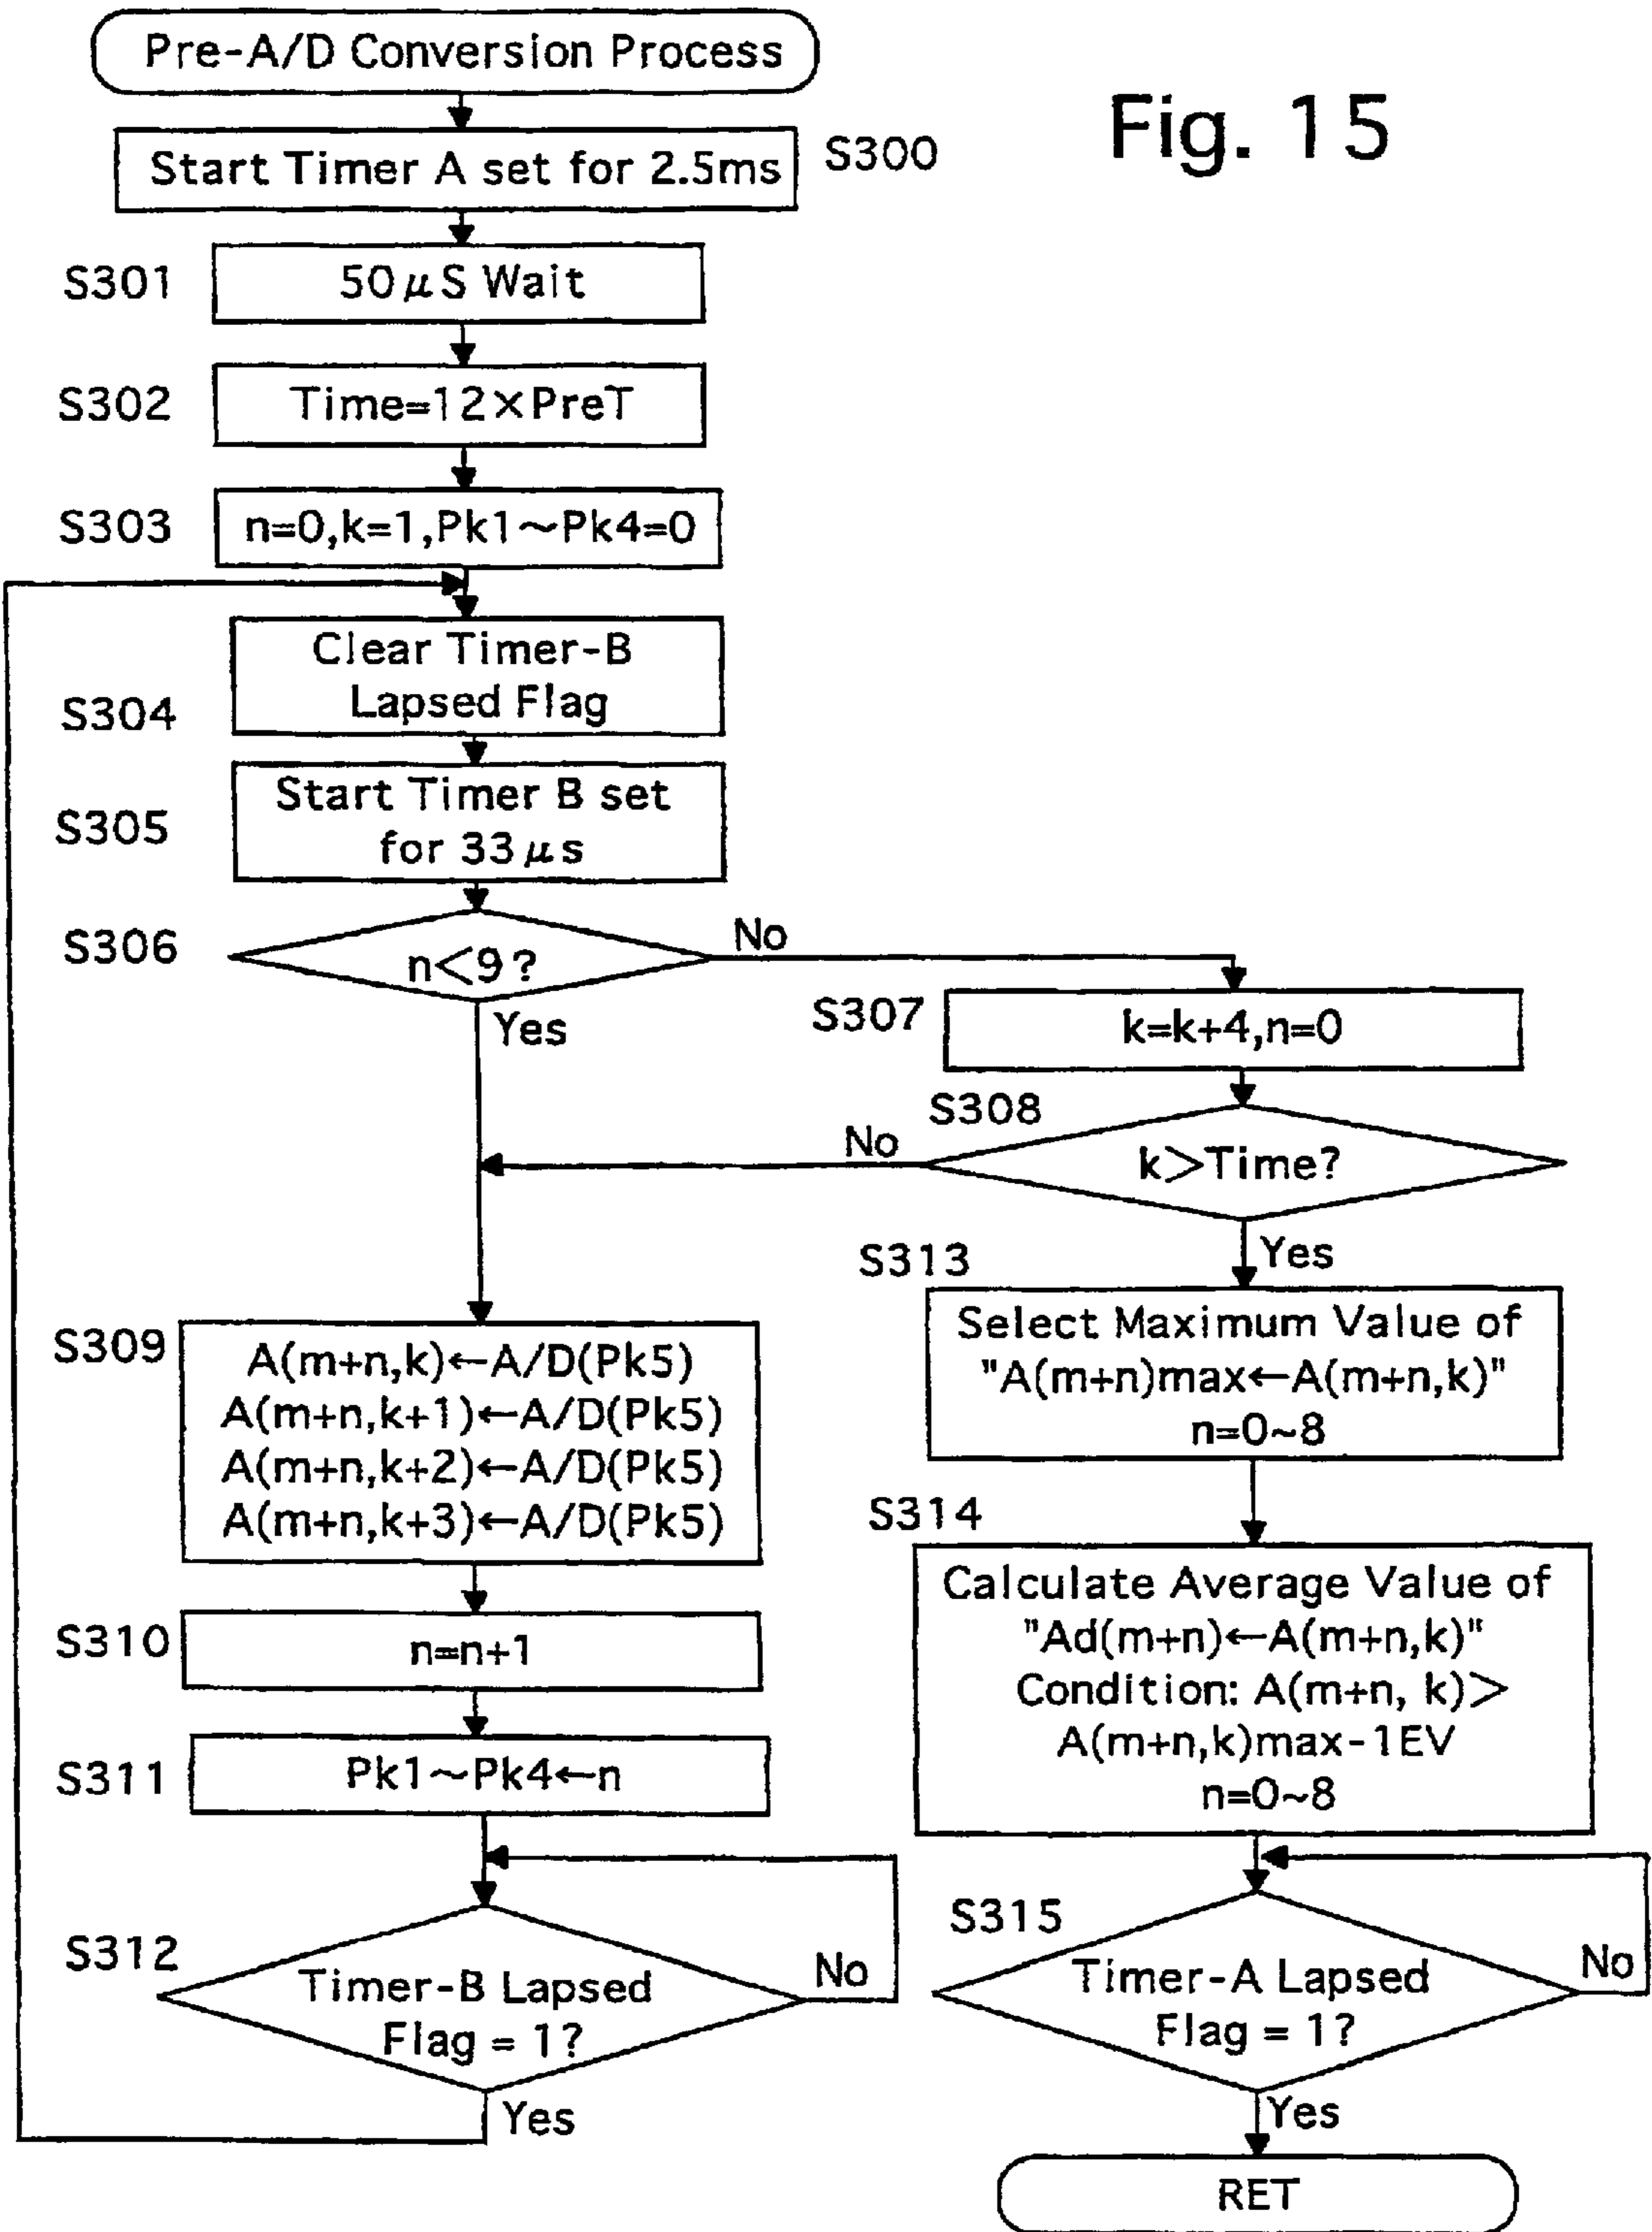 Fig. 15
Pre-A/D Conversion Process
Start Timer A set for 2.5ms
S300
S301
50μS Wait
S302
Time=12×PreT
S303
n=0,k=1,Pk1~Pk4=0
S304
Clear Timer-B
Lapsed Flag
S305
Start Timer B set
for 33μs
S306
n<9?
No
Yes
S307
k=k+4,n=0
S308
k>Time?
No
Yes
S309
A(m+n,k)←A/D(Pk5)
A(m+n,k+1)←A/D(Pk5)
A(m+n,k+2)←A/D(Pk5)
A(m+n,k+3)←A/D(Pk5)
S310
n=n+1
S311
Pk1~Pk4←n
S312
Timer-B Lapsed
Flag = 1?
No
Yes
S313
Select Maximum Value of
"A(m+n)max←A(m+n,k)"
n=0~8
S314
Calculate Average Value of
"Ad(m+n)←A(m+n,k)"
Condition: A(m+n, k)>
A(m+n,k)max-1EV
n=0~8
S315
Timer-A Lapsed
Flag = 1?
No
Yes
RET